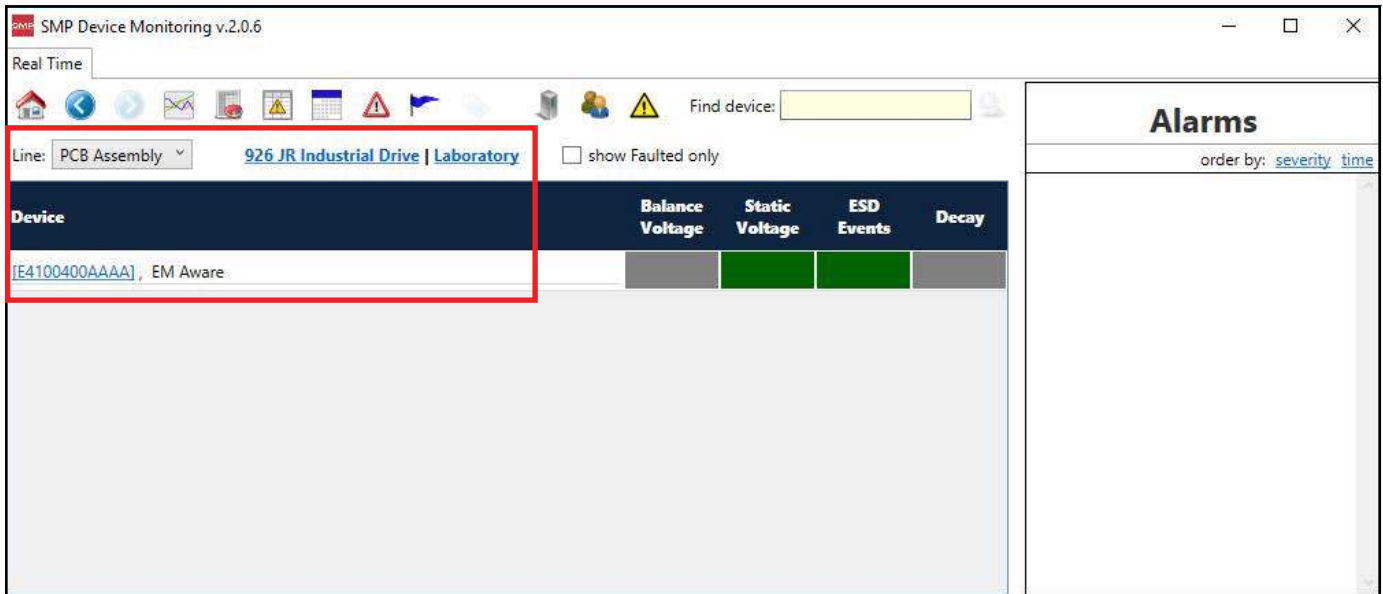 SMP SMP Device Monitoring v.2.0.6
Real Time
Find device:
Line: PCB Assembly 926 JR Industrial Drive | Laboratory show Faulted only
Device Balance Voltage Static Voltage ESD Events Decay
[E4100400AAAA] , EM Aware
Alarms
order by: severity time